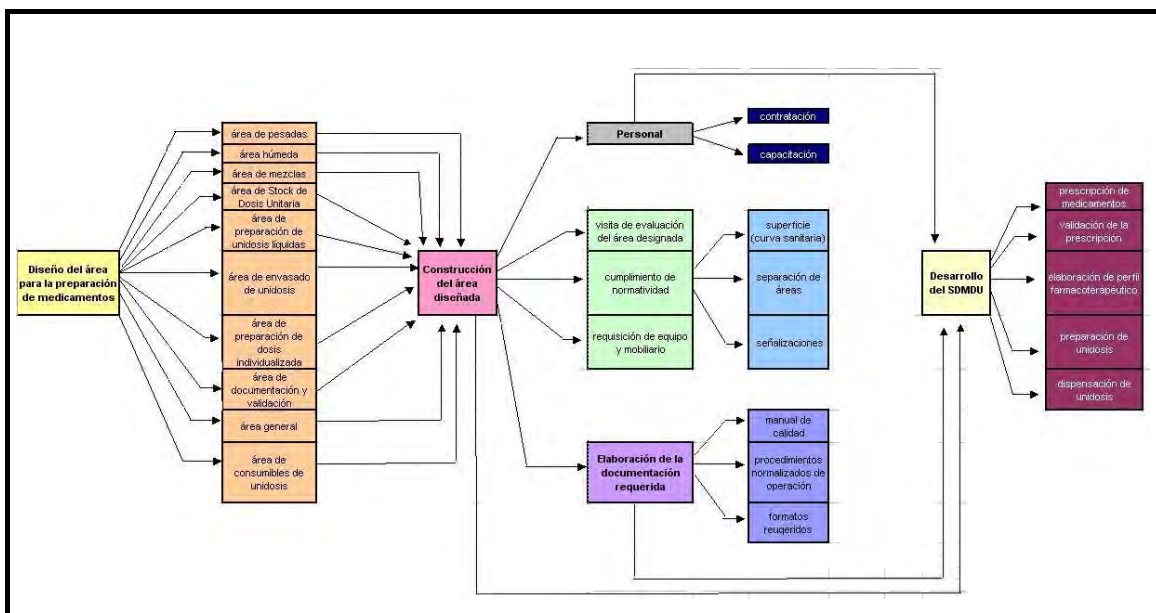 Diseño del área
para la preparación
de medicamentos
área de pesadas
área húmeda
área de mezclas
área de Stock de
Dosis Unitaria
área de
preparación de
unidosis líquidas
área de envasado
de unidosis
área de
preparación de
dosis
individualizada
área de
documentación y
validación
área general
área de
consumibles de
unidosis
Construcción
del área
diseñada
Personal
contratación
capacitación
visita de evaluación
del área designada
cumplimiento de
normatividad
requisición de equipo
y mobiliario
superficie
(curva sanitaria)
separación de
áreas
señalizaciones
Elaboración de la
documentación
requerida
manual de
calidad
procedimientos
normalizados de
operación
formatos
reuqeridos
Desarrollo
del SDMDU
prescripción de
medicamentos
validación de la
prescripción
elaboración de perfil
farmacoterapéutico
preparación de
unidosis
dispensación de
unidosis